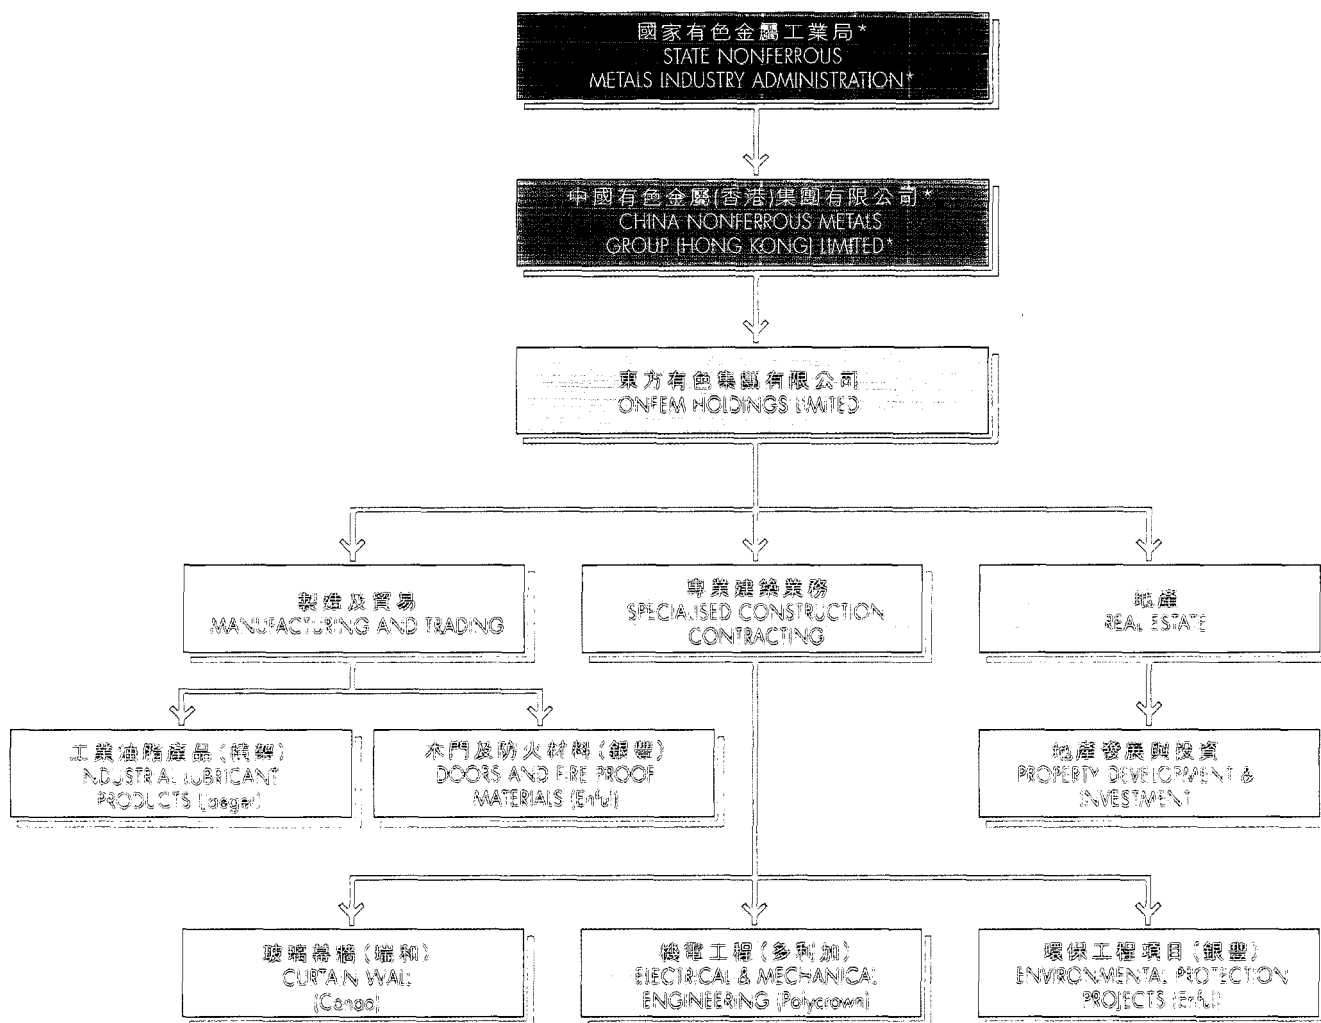 國家有色金屬工業局*
STATE NONFERROUS
METALS INDUSTRY ADMINISTRATION*
中國有色金屬(香港)集團有限公司*
CHINA NONFERROUS METALS
GROUP (HONG KONG) LIMITED*
東方有色集團有限公司
ONFEM HOLDINGS LIMITED
製造及貿易
MANUFACTURING AND TRADING
專業建築業務
SPECIALISED CONSTRUCTION
CONTRACTING
地產
REAL ESTATE
工業油脂產品
INDUSTRIAL LUBRICANT
PRODUCTS (Jaeger)
木門及防火材料(銀豐)
DOORS AND FIRE PROOF
MATERIALS (Enful)
地產發展與投資
PROPERTY DEVELOPMENT &
INVESTMENT
玻璃幕牆(瑞和)
CURTAIN WALL
(Condo)
機電工程(多利加)
ELECTRICAL & MECHANICAL
ENGINEERING (Polycrown)
環保工程項目(銀豐)
ENVIRONMENTAL PROTECTION
PROJECTS (Enful)